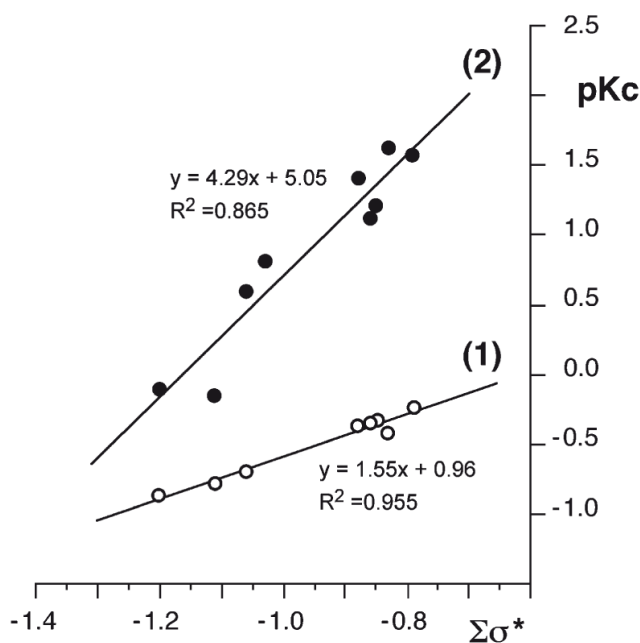 2.5
(2)
pKc
y = 4.29x + 5.05
R² =0.865
1.5
1.0
0.5
(1)
0.0
-0.5
y = 1.55x + 0.96
R² =0.955
-1.0
-1.4
-1.2
-1.0
-0.8
Σσ*